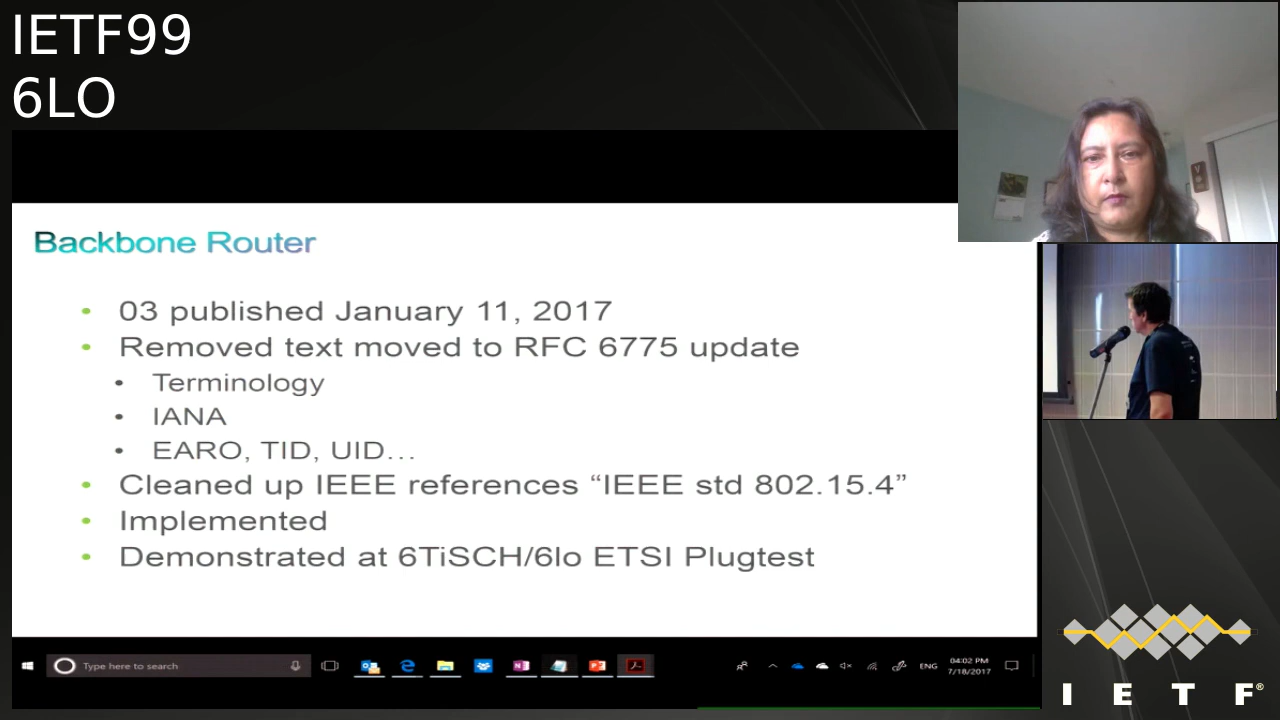 IETF99
6LO
Backbone Router
• 03 published January 11, 2017
• Removed text moved to RFC 6775 update
• Terminology
• IANA
• EARO, TID, UID…
• Cleaned up IEEE references “IEEE std 802.15.4”
• Implemented
• Demonstrated at 6TiSCH/6lo ETSI Plugtest
Type here to search
ENG
04:02 PM
7/18/2017
I E T F®